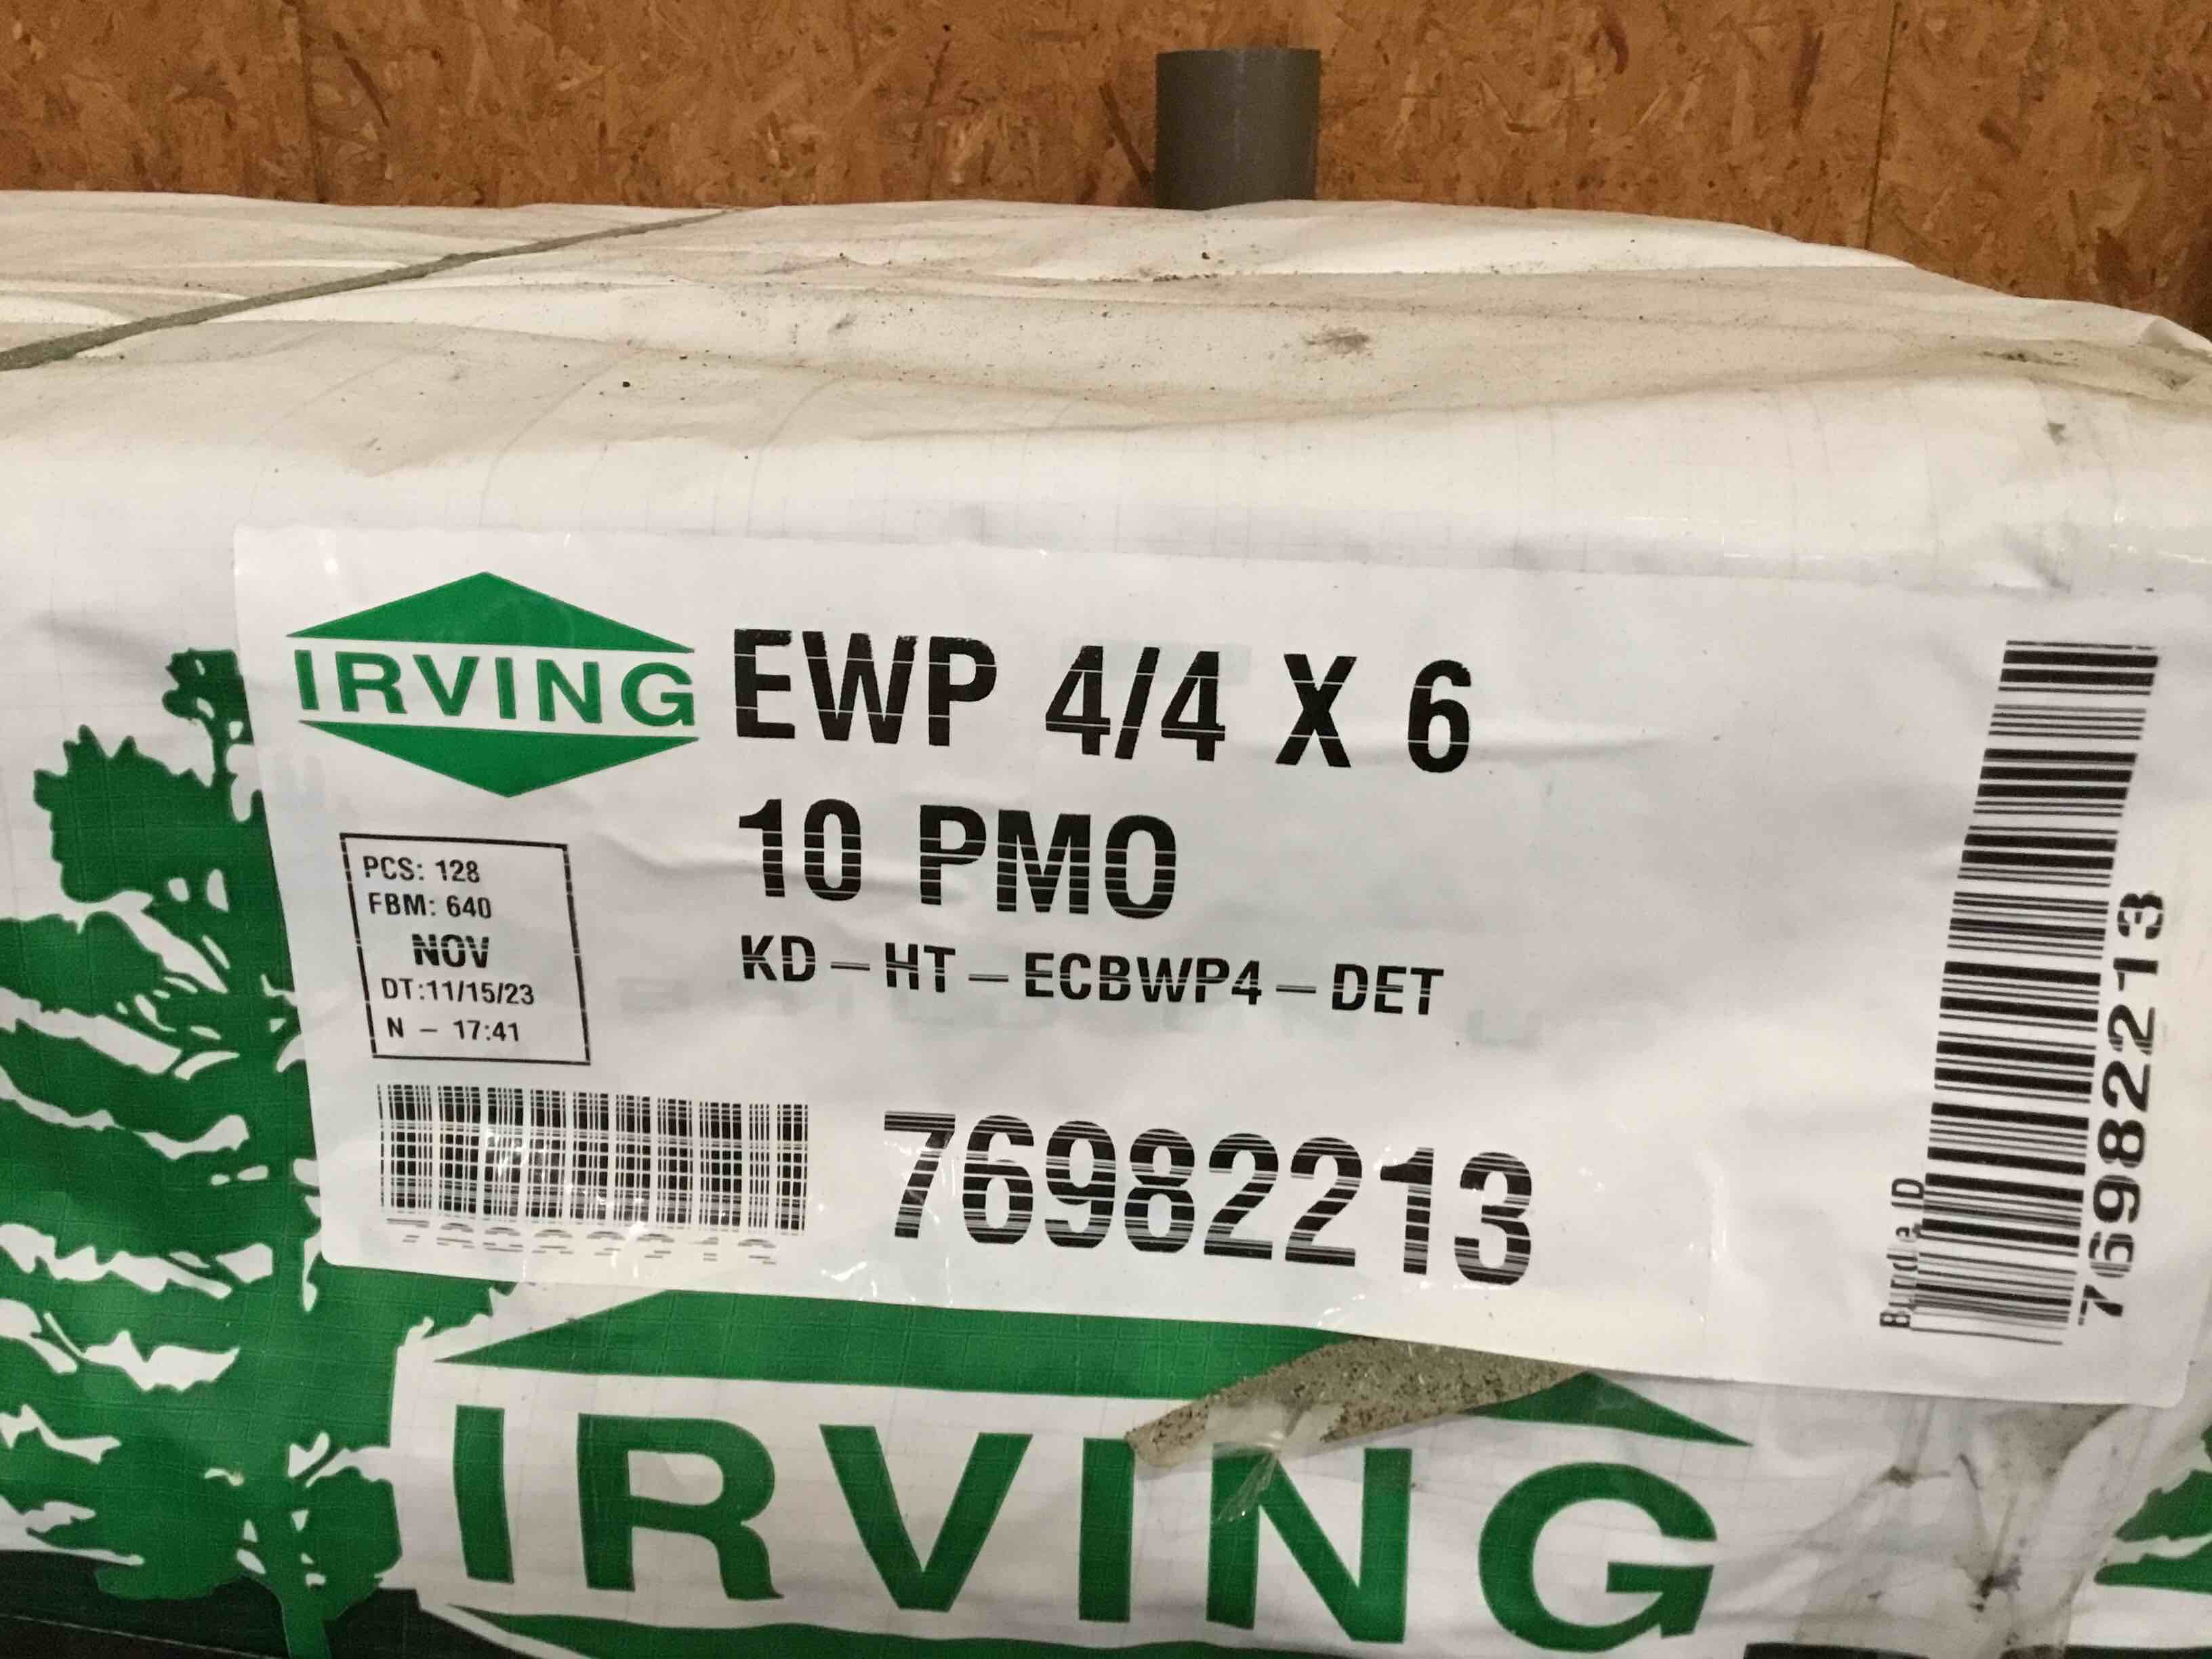 IRVING
EWP 4/4 X 6
10 PMO
KD-HT-ECBWP4-DET
PCS: 128
FBM: 640
NOV
DT:11/15/23
N - 17:41
76982213
76982213
Bundle ID
76982213
IRVING